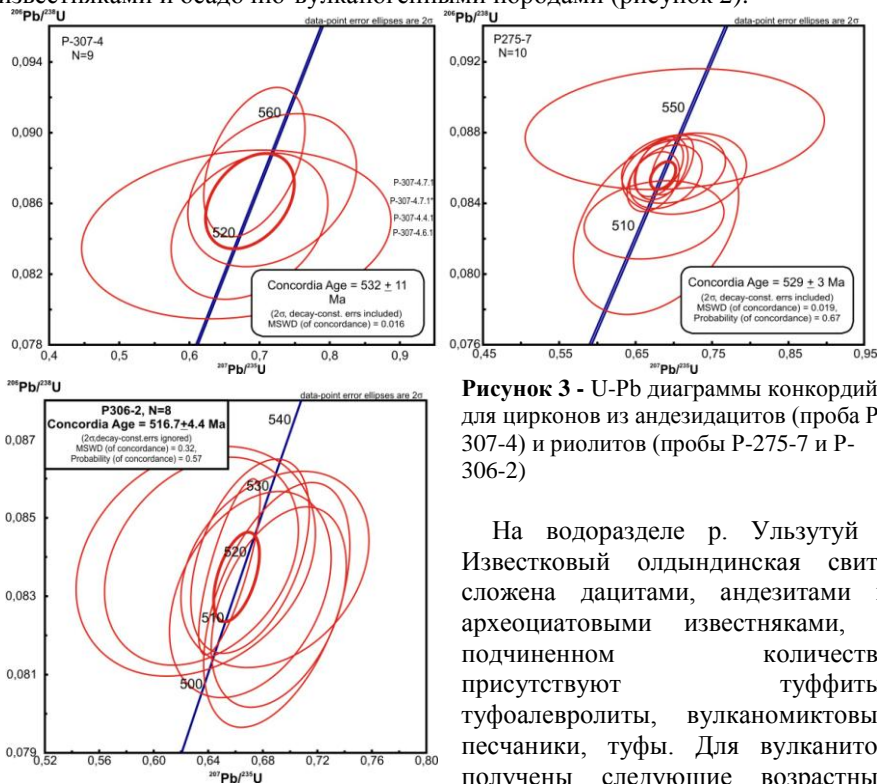 известняками и осадочно-вулканогенными породами (рисунок 2).
²⁰⁶Pb/²³⁸U
data-point error ellipses are 2σ
P-307-4
N=9
0,094
0,090
0,086
0,082
0,078
560
520
P-307-4.7.1
P-307-4.7.1*
P-307-4.4.1
P-307-4.6.1
Concordia Age = 532 ± 11
Ma
(2σ, decay-const. errs included)
MSWD (of concordance) = 0.016
0,4 0,5 0,6 0,7 0,8 0,9
²⁰⁷Pb/²³⁵U
²⁰⁶Pb/²³⁸U
data-point error ellipses are 2σ
P275-7
N=10
0,092
0,088
0,084
0,080
0,076
550
510
Concordia Age = 529 ± 3 Ma
(2σ, decay-const. errs included)
MSWD (of concordance) = 0.019,
Probability (of concordance) = 0.67
0,45 0,55 0,65 0,75 0,85 0,95
²⁰⁷Pb/²³⁵U
²⁰⁶Pb/²³⁸U
data-point error ellipses are 2σ
P306-2, N=8
Concordia Age = 516.7+4.4 Ma
(2σ,decay-const.errs ignored)
MSWD (of concordance) = 0.32,
Probability (of concordance) = 0.57
0,087
0,085
0,083
0,081
0,079
540
530
520
510
500
0,52 0,56 0,60 0,64 0,68 0,72 0,76 0,80
²⁰⁷Pb/²³⁵U
Рисунок 3 - U-Pb диаграммы конкордий
для цирконов из андезидацитов (проба Р-
307-4) и риолитов (пробы Р-275-7 и Р-
306-2)
На водоразделе р. Ульзутуй
Известковый олдындинская свит
сложена дацитами, андезитами
археоциатовыми известняками,
подчиненном количеств
присутствуют туффиты
туфоалевролиты, вулканомиктовы
песчаники, туфы. Для вулканито
получены следующие возрастны